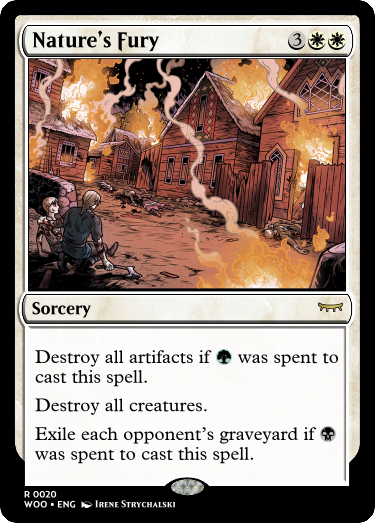 Nature's Fury 3
Sorcery
Destroy all artifacts if was spent to
cast this spell.
Destroy all creatures.
Exile each opponent's graveyard if
was spent to cast this spell.
R 0020
WOO • ENG Irene Strychalski